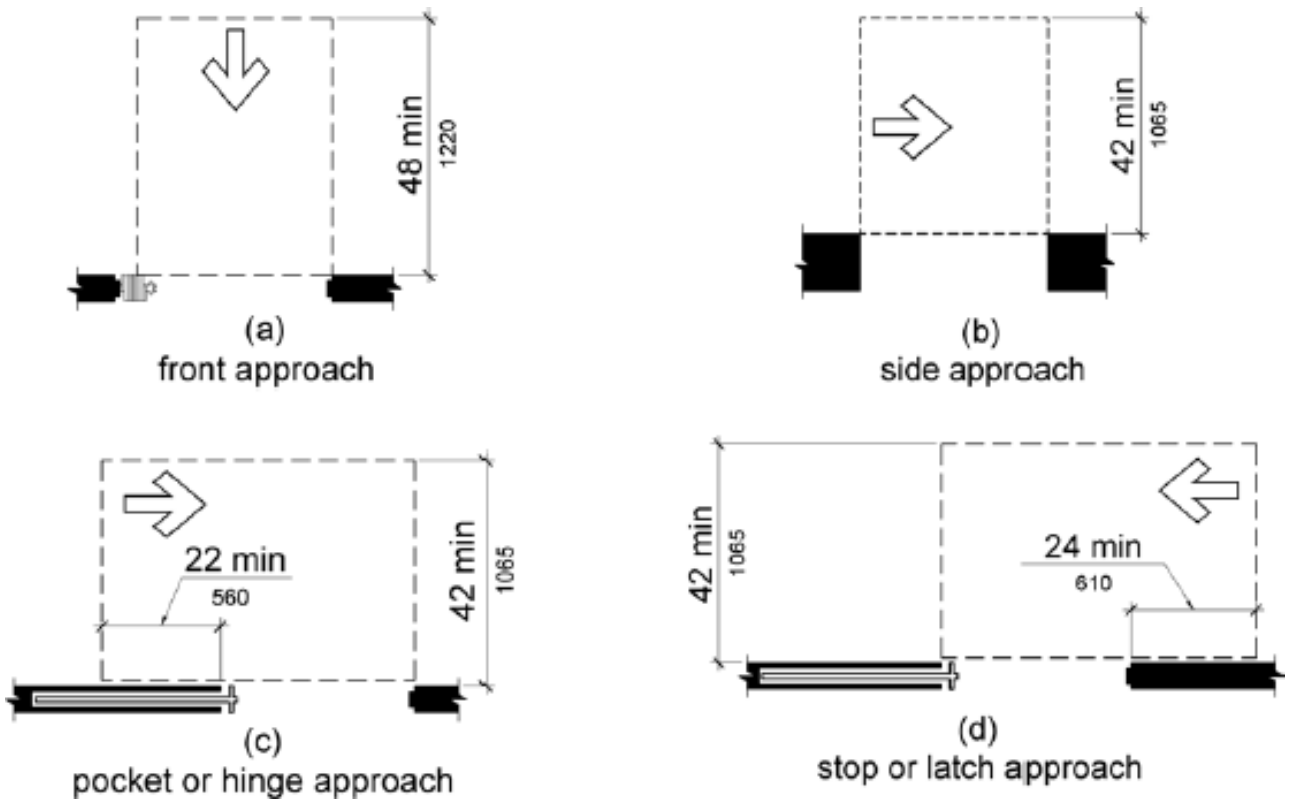 48 min
1220
(a)
front approach
42 min
1065
(b)
side approach
22 min
560
42 min
1065
(c)
pocket or hinge approach
42 min
1065
24 min
610
(d)
stop or latch approach